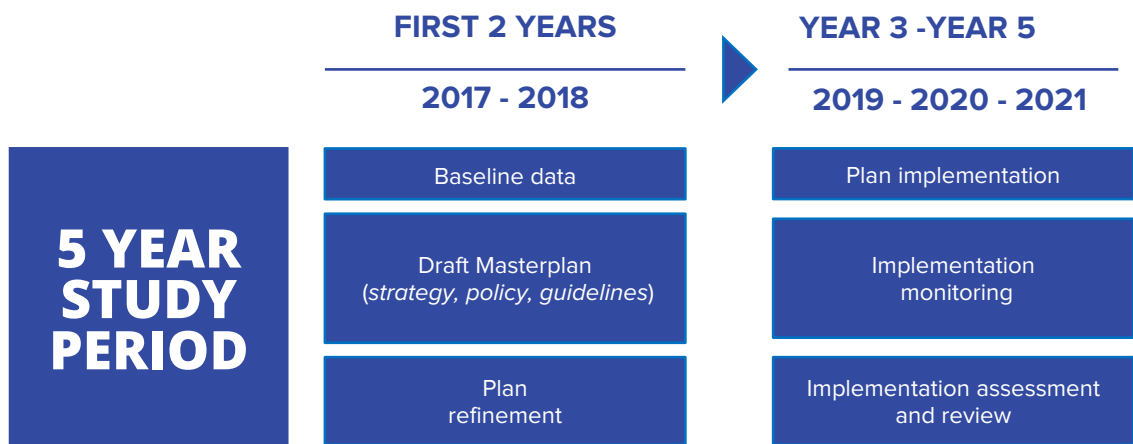 FIRST 2 YEARS
2017 - 2018
YEAR 3 -YEAR 5
2019 - 2020 - 2021
5 YEAR
STUDY
PERIOD
Baseline data
Draft Masterplan
(strategy, policy, guidelines)
Plan
refinement
Plan implementation
Implementation
monitoring
Implementation assessment
and review